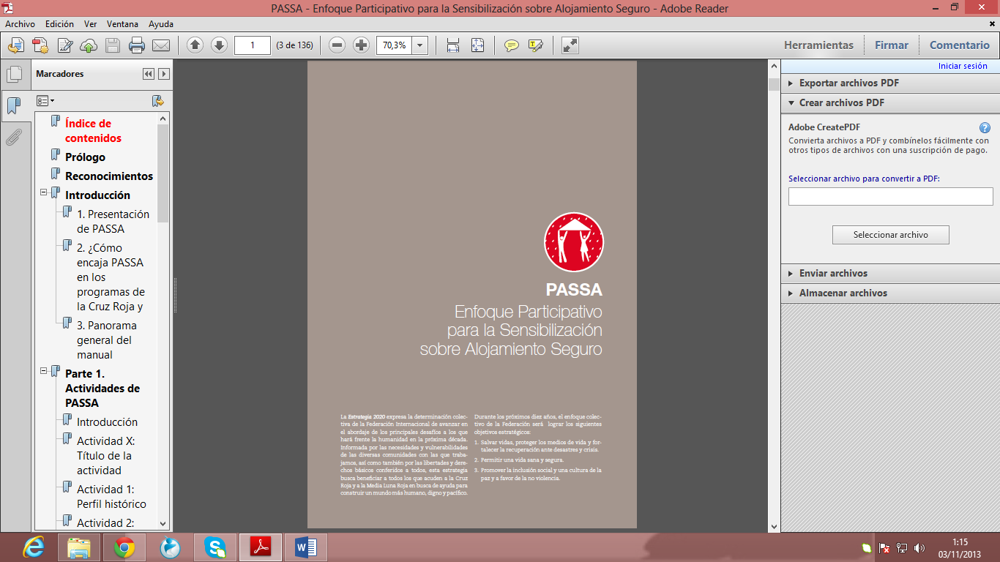 PASSA - Enfoque Participativo para la Sensibilización sobre Alojamiento Seguro - Adobe Reader
Archivo Edición Ver Ventana Ayuda
1 (3 de 136) 70,3% Herramientas Firmar Comentario
Marcadores
Índice de
contenidos
Prólogo
Reconocimientos
Introducción
1. Presentación
de PASSA
2. ¿Cómo
encaja PASSA
en los
programas de
la Cruz Roja y
3. Panorama
general del
manual
Parte 1.
Actividades de
PASSA
Introducción
Actividad X:
Título de la
actividad
Actividad 1:
Perfil histórico
Actividad 2:
PASSA
Enfoque Participativo
para la Sensibilización
sobre Alojamiento Seguro
La Estrategia 2020 expresa la determinación colec-
tiva de la Federación Internacional de avanzar en
el abordaje de los principales desafíos a los que
hará frente la humanidad en la próxima década.
Informada por las necesidades y vulnerabilidades
de las diversas comunidades con las que traba-
jamos, así como también por las libertades y dere-
chos básicos conferidos a todos, esta estrategia
busca beneficiar a todos los que acuden a la Cruz
Roja y a la Media Luna Roja en busca de ayuda para
construir un mundo más humano, digno y pacífico.
Durante los próximos diez años, el enfoque colec-
tivo de la Federación será lograr los siguientes
objetivos estratégicos:
1. Salvar vidas, proteger los medios de vida y for-
talecer la recuperación ante desastres y crisis.
2. Permitir una vida sana y segura.
3. Promover la inclusión social y una cultura de la
paz y a favor de la no violencia.
Iniciar sesión
Exportar archivos PDF
Crear archivos PDF
Adobe CreatePDF
Convierta archivos a PDF y combínelos fácilmente con
otros tipos de archivos con una suscripción de pago.
Seleccionar archivo para convertir a PDF:
Seleccionar archivo
Enviar archivos
Almacenar archivos
1:15
03/11/2013